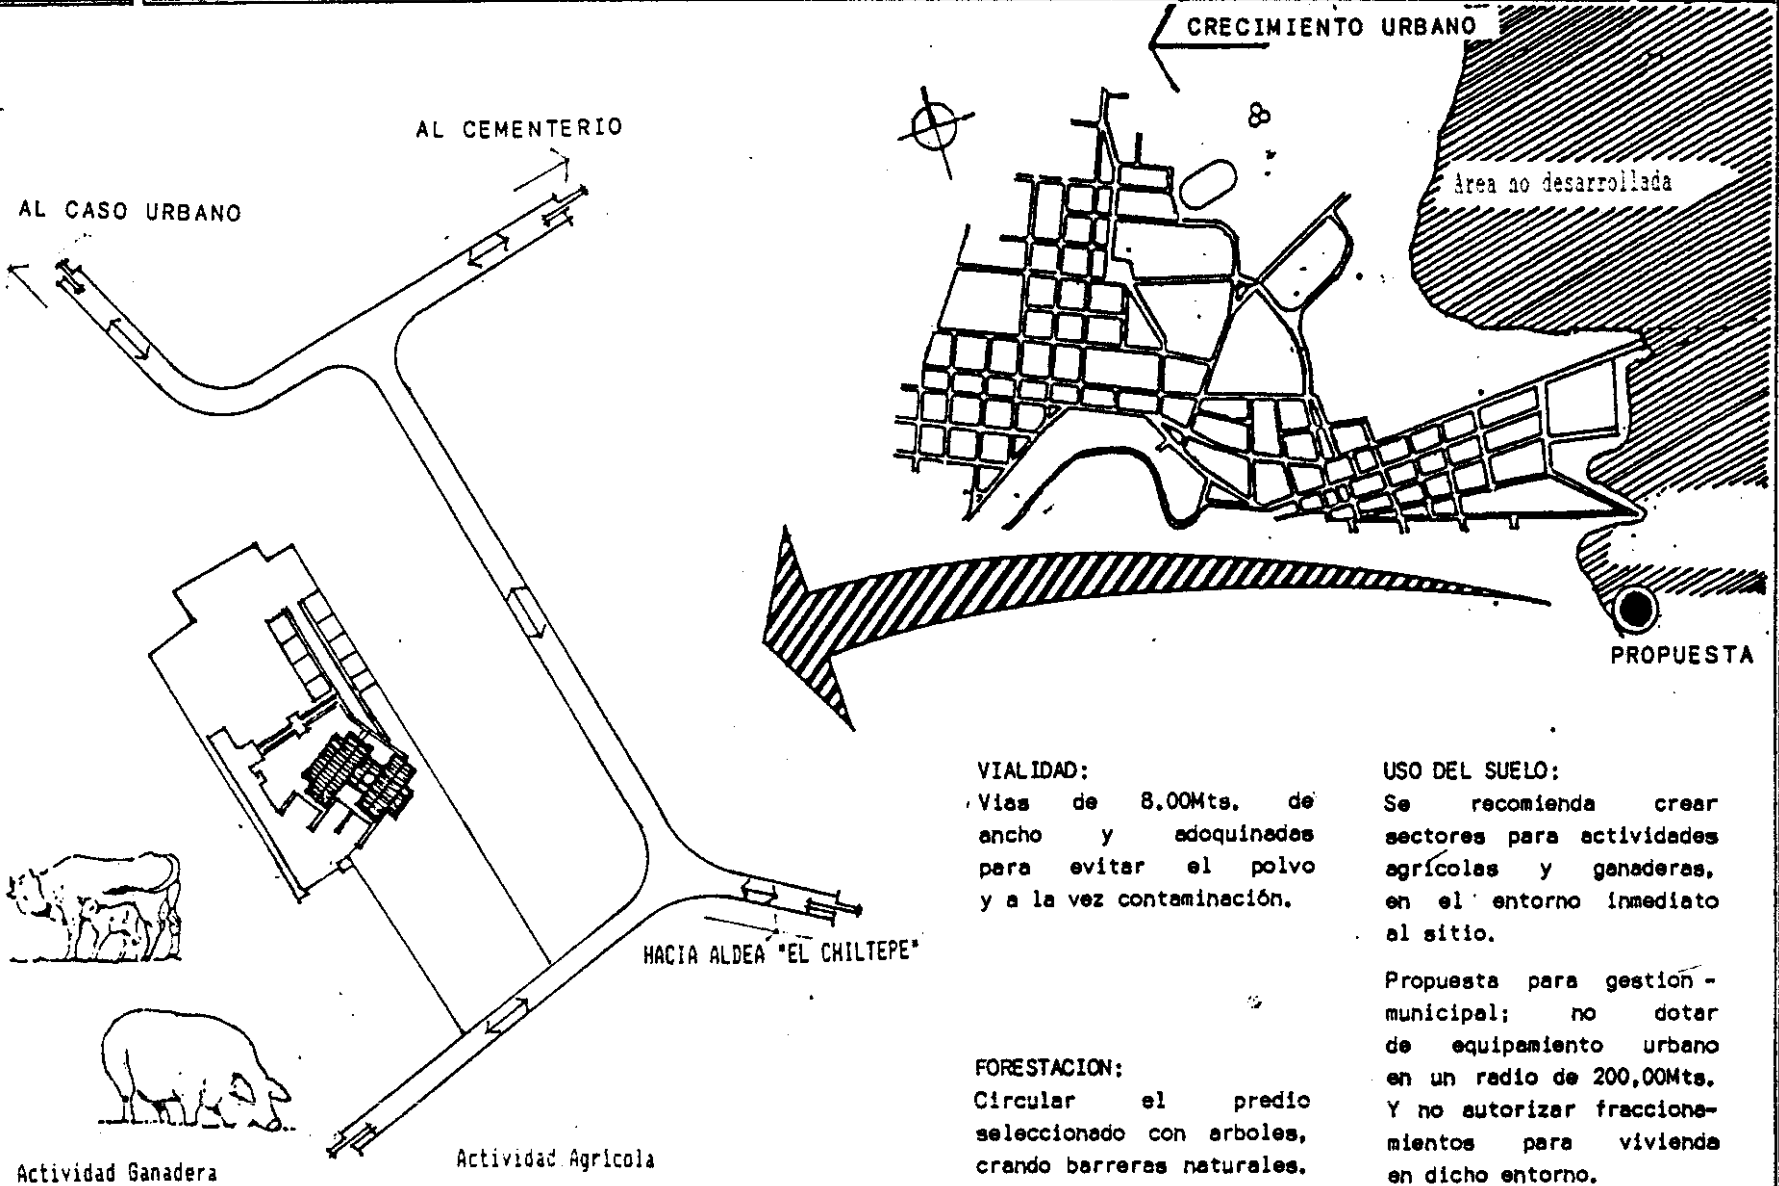 CRECIMIENTO URBANO
AL CEMENTERIO
AL CASO URBANO
Area no desarrollada
PROPUESTA
VIALIDAD:
Vias de 8.00Mts. de
ancho y adoquinadas
para evitar el polvo
y a la vez contaminación.
USO DEL SUELO:
Se recomienda crear
sectores para actividades
agrícolas y ganaderas,
en el entorno inmediato
al sitio.
HACIA ALDEA "EL CHILTEPE"
Propuesta para gestión -
municipal; no dotar
de equipamiento urbano
en un radio de 200,00Mts.
Y no autorizar fracciona-
mientos para vivienda
en dicho entorno.
FORESTACION:
Circular el predio
seleccionado con arboles,
crando barreras naturales.
Actividad Ganadera
Actividad Agrícola